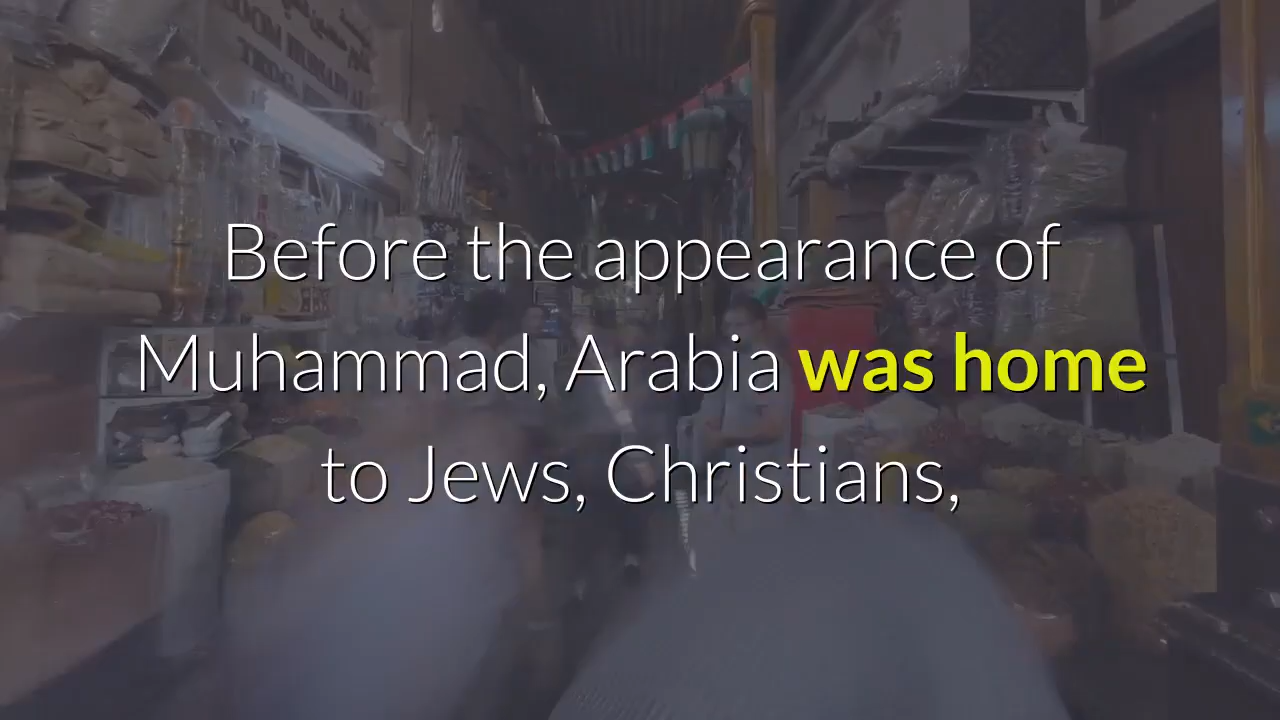 Before the appearance of
Muhammad, Arabia was home
to Jews, Christians,